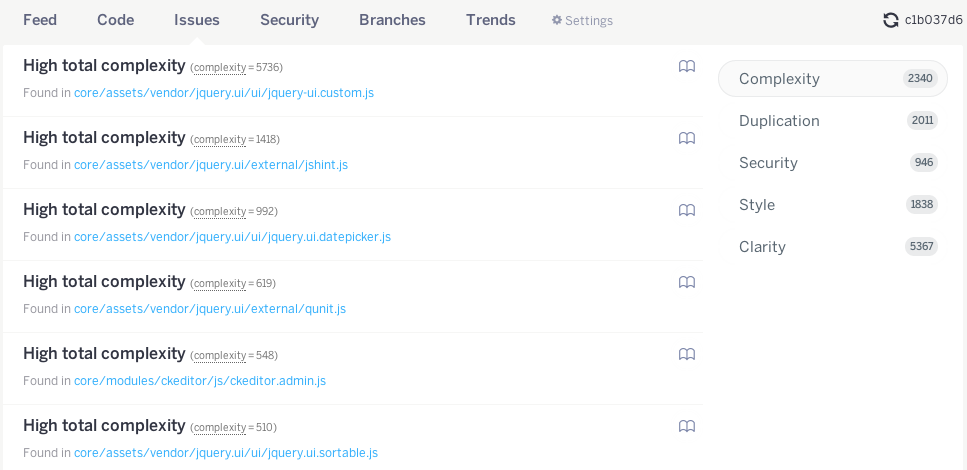 Feed Code Issues Security Branches Trends Settings c1b037d6
High total complexity (complexity = 5736)
Found in core/assets/vendor/jquery.ui/ui/jquery-ui.custom.js
High total complexity (complexity = 1418)
Found in core/assets/vendor/jquery.ui/external/jshint.js
High total complexity (complexity = 992)
Found in core/assets/vendor/jquery.ui/ui/jquery.ui.datepicker.js
High total complexity (complexity = 619)
Found in core/assets/vendor/jquery.ui/external/qunit.js
High total complexity (complexity = 548)
Found in core/modules/ckeditor/js/ckeditor.admin.js
High total complexity (complexity = 510)
Found in core/assets/vendor/jquery.ui/ui/jquery.ui.sortable.js
Complexity 2340
Duplication 2011
Security 946
Style 1838
Clarity 5367